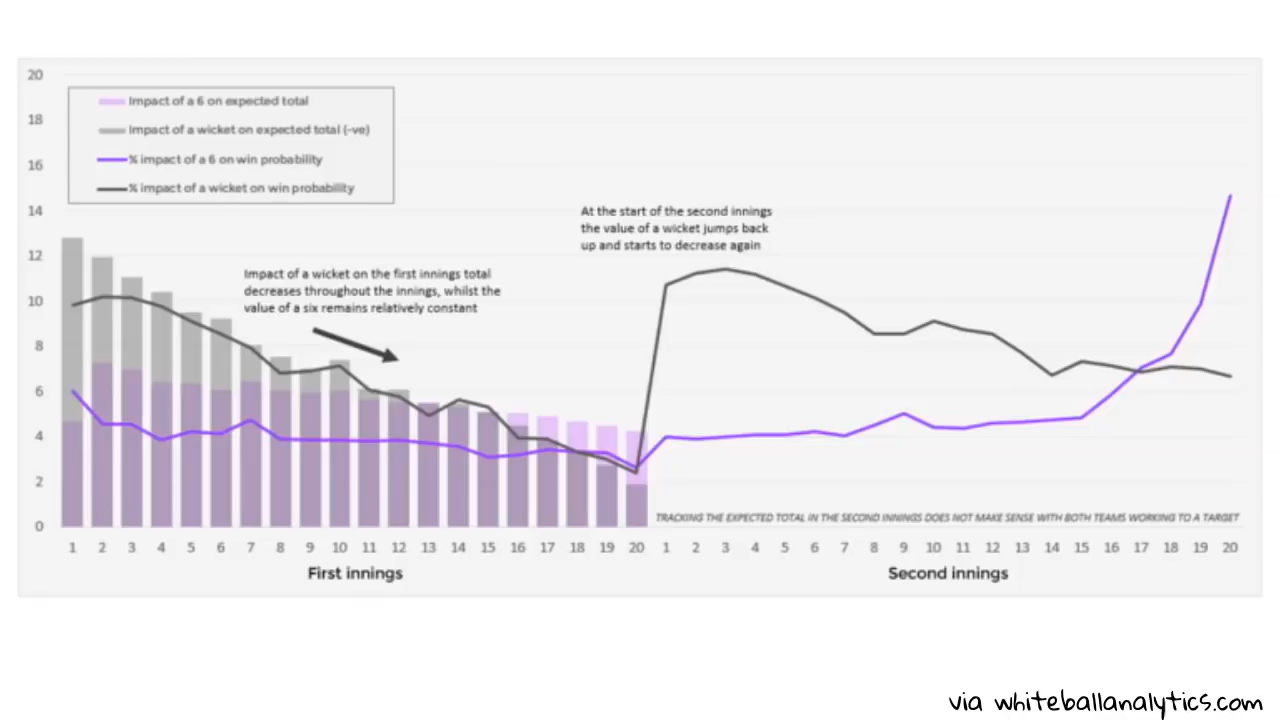 20
18
16
14
12
10
8
6
4
2
0
Impact of a 6 on expected total
Impact of a wicket on expected total (-ve)
% impact of a 6 on win probability
% impact of a wicket on win probability
Impact of a wicket on the first innings total
decreases throughout the innings, whilst the
value of a six remains relatively constant
At the start of the second innings
the value of a wicket jumps back
up and starts to decrease again
TRACKING THE EXPECTED TOTAL IN THE SECOND INNINGS DOES NOT MAKE SENSE WITH BOTH TEAMS WORKING TO A TARGET
1 2 3 4 5 6 7 8 9 10 11 12 13 14 15 16 17 18 19 20 1 2 3 4 5 6 7 8 9 10 11 12 13 14 15 16 17 18 19 20
First innings
Second innings
via whiteballanalytics.com